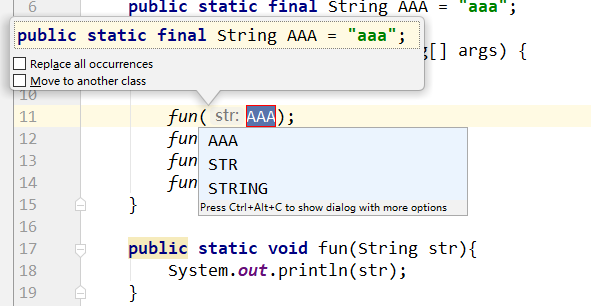 6 public static final String AAA = "aaa";
public static final String AAA = "aaa";
g[] args) {
Replace all occurrences
Move to another class
10
11 fun( str: AAA);
AAA
12 fun
STR
13 fun
STRING
14 fun
Press Ctrl+Alt+C to show dialog with more options
15 }
16
17 public static void fun(String str){
18 System.out.println(str);
19 }